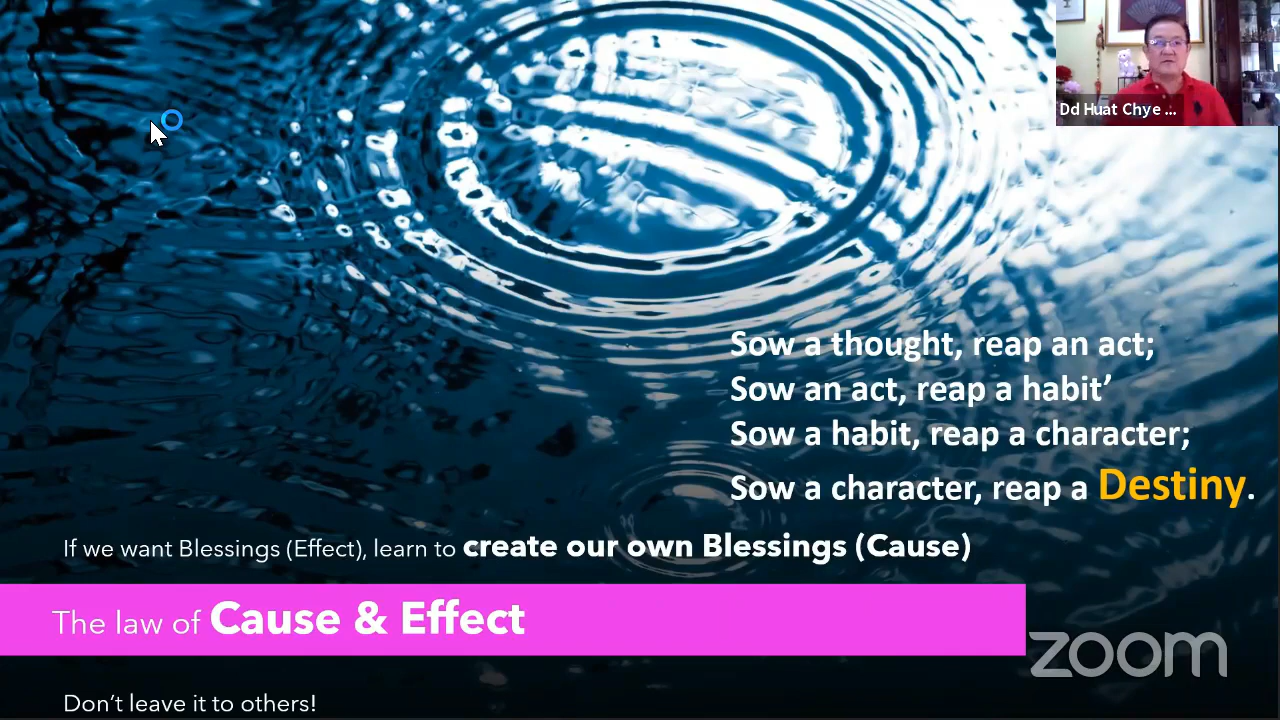 Dd Huat Chye ...
Sow a thought, reap an act;
Sow an act, reap a habit’
Sow a habit, reap a character;
Sow a character, reap a Destiny.
If we want Blessings (Effect), learn to create our own Blessings (Cause)
The law of Cause & Effect
zoom
Don’t leave it to others!